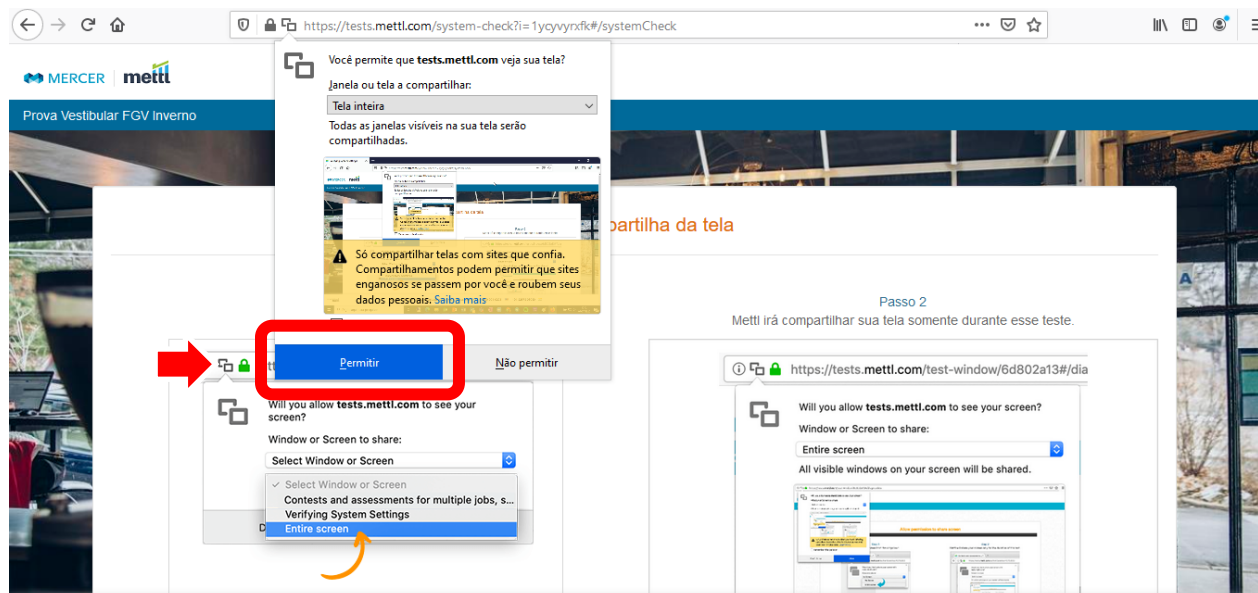 https://tests.mettl.com/system-check?i=1ycyvyrxfk#/systemCheck
MERCER mettl
Prova Vestibular FGV Inverno
Você permite que tests.mettl.com veja sua tela?
Janela ou tela a compartilhar:
Tela inteira
Todas as janelas visíveis na sua tela serão
compartilhadas.
Só compartilhar telas com sites que confia.
Compartilhamentos podem permitir que sites
enganosos se passem por você e roubem seus
dados pessoais. Saiba mais
Permitir
Não permitir
partilha da tela
Will you allow tests.mettl.com to see your
screen?
Window or Screen to share:
Select Window or Screen
Select Window or Screen
Contests and assessments for multiple jobs, s...
Verifying System Settings
Entire screen
D
Passo 2
Mettl irá compartilhar sua tela somente durante esse teste.
https://tests.mettl.com/test-window/6d802a13#/dia
Will you allow tests.mettl.com to see your screen?
Window or Screen to share:
Entire screen
All visible windows on your screen will be shared.
A